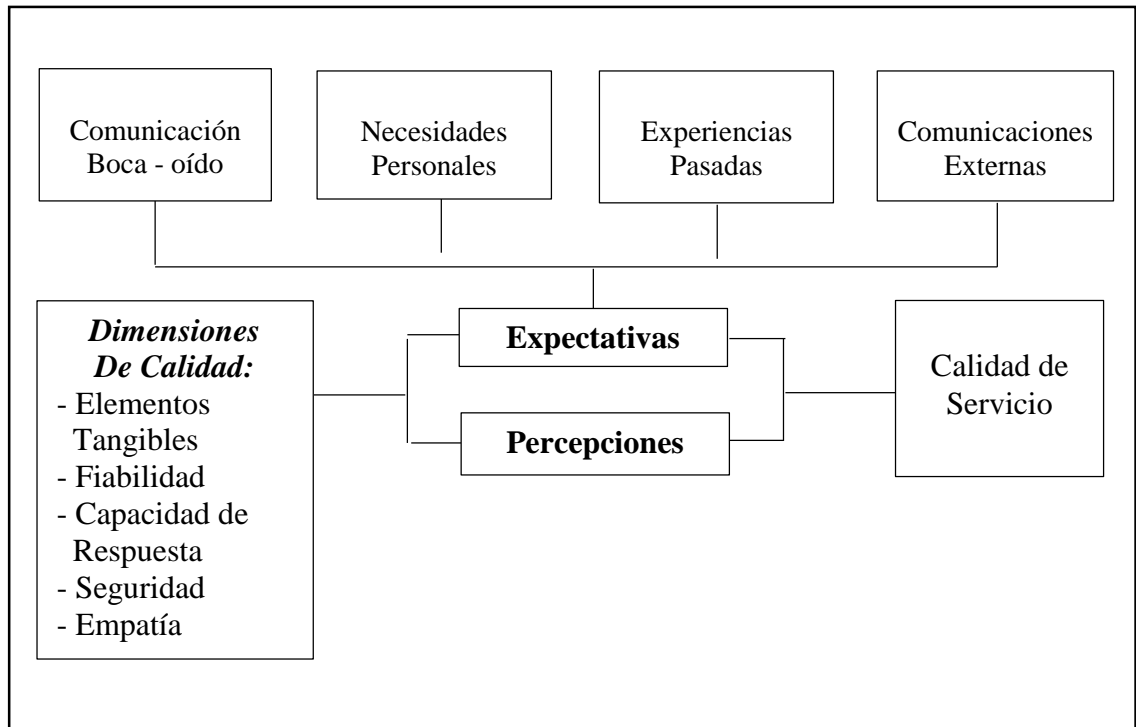 Comunicación
Boca - oído
Necesidades
Personales
Experiencias
Pasadas
Comunicaciones
Externas
Dimensiones
De Calidad:
- Elementos
Tangibles
- Fiabilidad
- Capacidad de
Respuesta
- Seguridad
- Empatía
Expectativas
Percepciones
Calidad de
Servicio